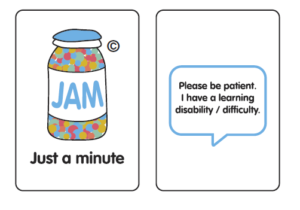 ©
JAM
Just a minute
Please be patient.
I have a learning
disability / difficulty.